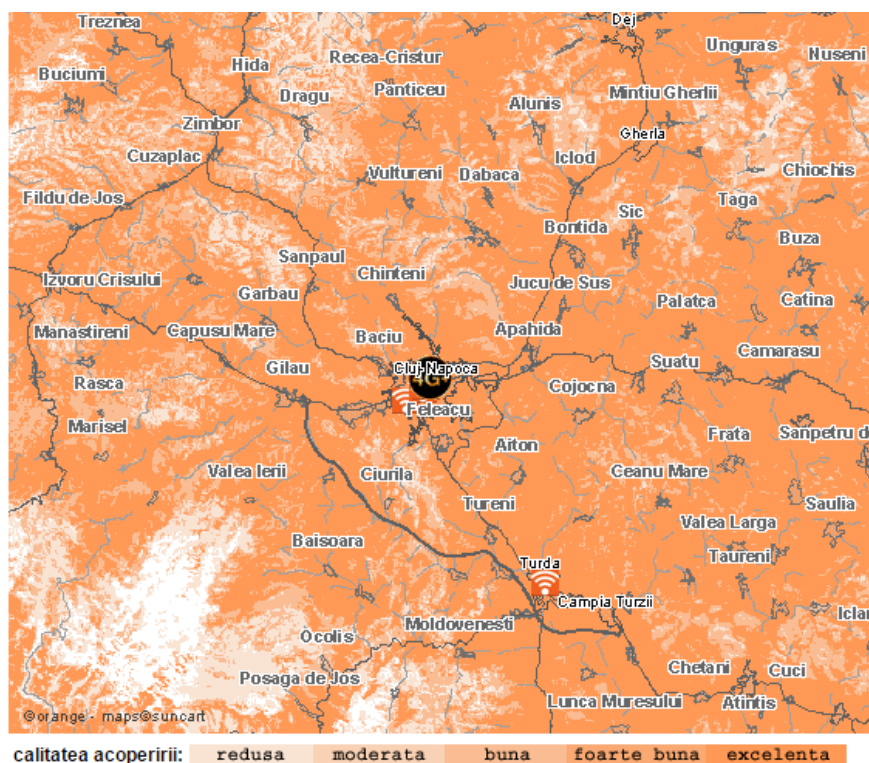 Treznea
Dej
Unguras
Nuseni
Recea-Cristur
Hida
Buciumi
Panticeu
Dragu
Mintiu Gherlii
Alunis
Zimbor
Gherla
Cuzaplac
Iclod
Chiochis
Vultureni
Dabaca
Fildu de Jos
Taga
Sic
Bontida
Buza
Sanpaul
Chinteni
Izvoru Crisului
Jucu de Sus
Garbau
Palatca
Catina
Manastireni
Capusu Mare
Baciu
Apahida
Camarasu
Gilau
Cluj-Napoca
Suatu
4G+
Rasca
Cojocna
Feleacu
Marisel
Frata
Sanpetru d
Aiton
Valea Ierii
Ciurila
Ceanu Mare
Tureni
Saulia
Valea Larga
Baisoara
Taureni
Turda
Campia Turzii
Iclan
Moldovenesti
Ocolis
Chetani
Cuci
Posaga de Jos
Lunca Muresului
Atintis
©orange - maps©suncart
calitatea acoperirii: redusa moderata buna foarte buna excelenta